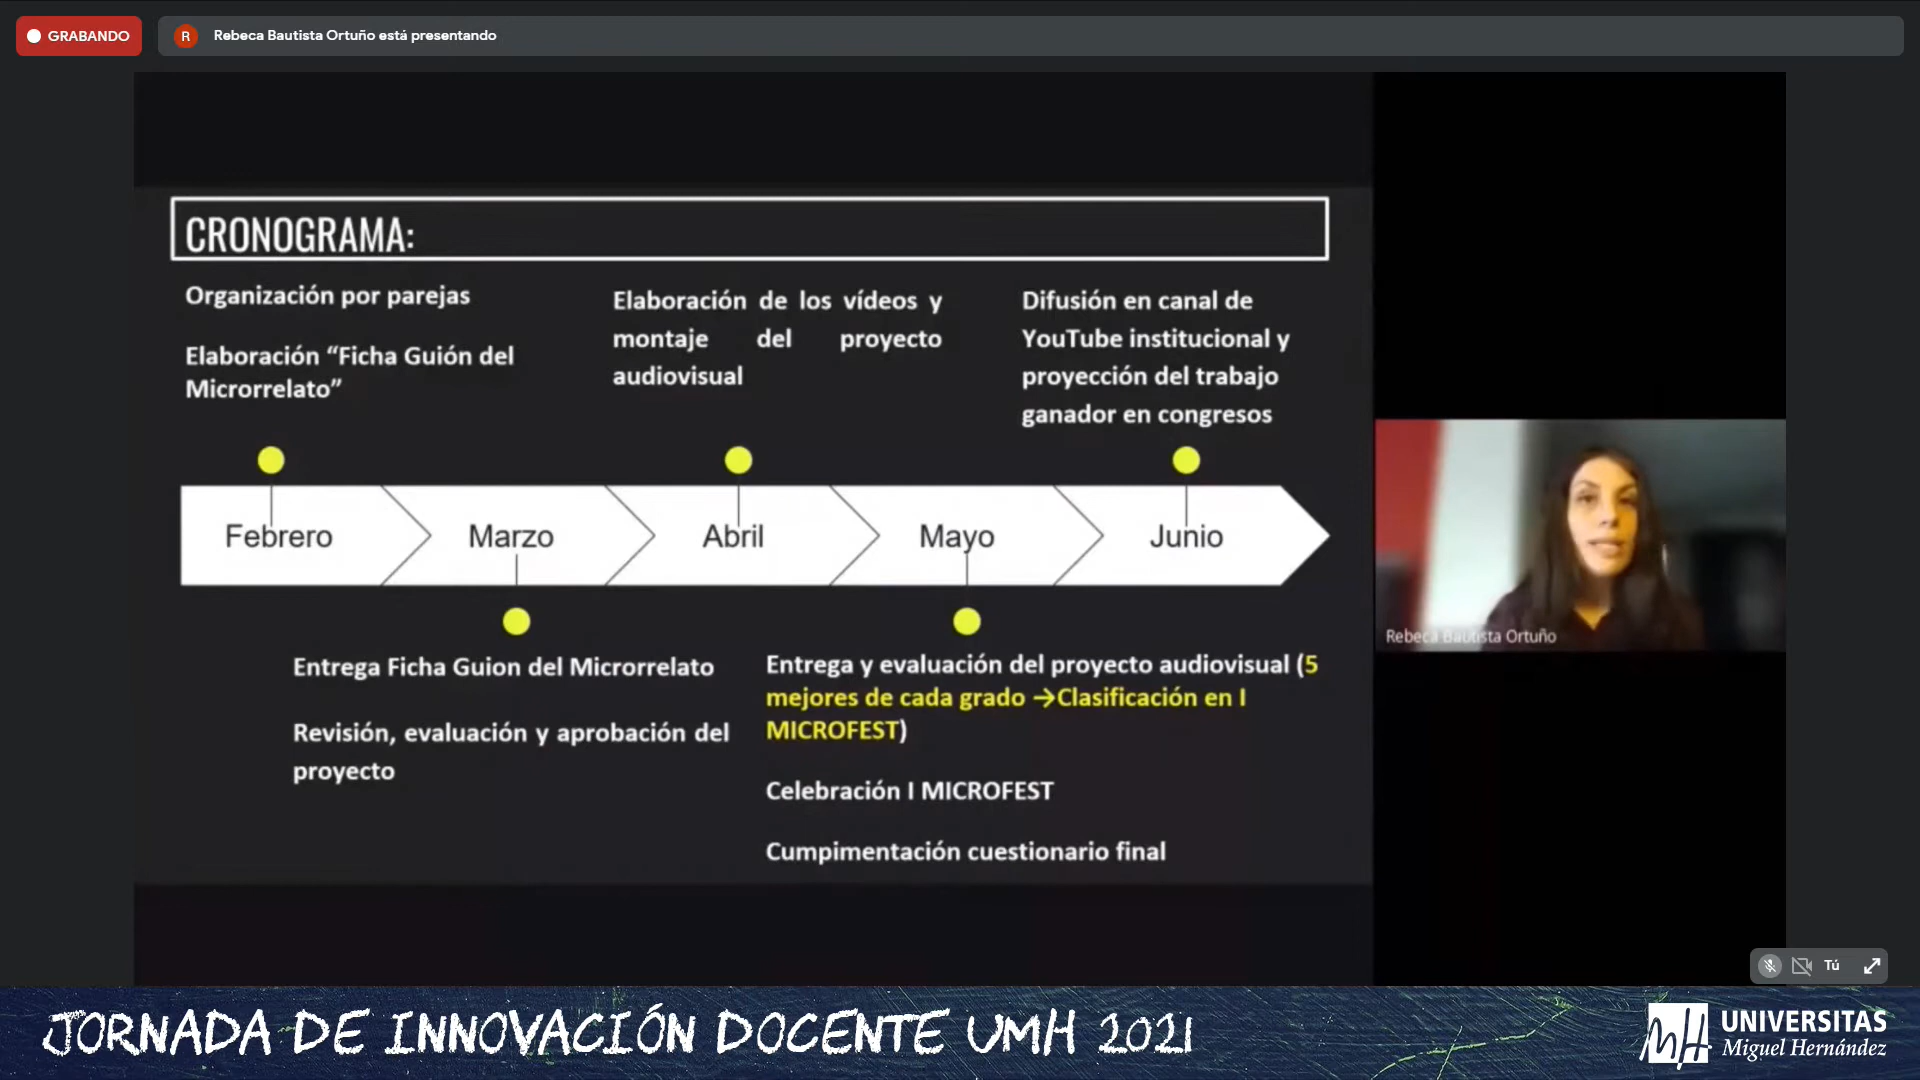 GRABANDO
R
Rebeca Bautista Ortuño está presentando
CRONOGRAMA:
Organización por parejas
Elaboración “Ficha Guión del
Microrrelato”
Elaboración de los vídeos y
montaje del proyecto
audiovisual
Difusión en canal de
YouTube institucional y
proyección del trabajo
ganador en congresos
Febrero
Marzo
Abril
Mayo
Junio
Entrega Ficha Guion del Microrrelato
Revisión, evaluación y aprobación del
proyecto
Entrega y evaluación del proyecto audiovisual (5
mejores de cada grado →Clasificación en I
MICROFEST)
Celebración I MICROFEST
Cumpimentación cuestionario final
Rebeca Bautista Ortuño
Tú
JORNADA DE INNOVACIÓN DOCENTE UMH 2021
MH
UNIVERSITAS
Miguel Hernández